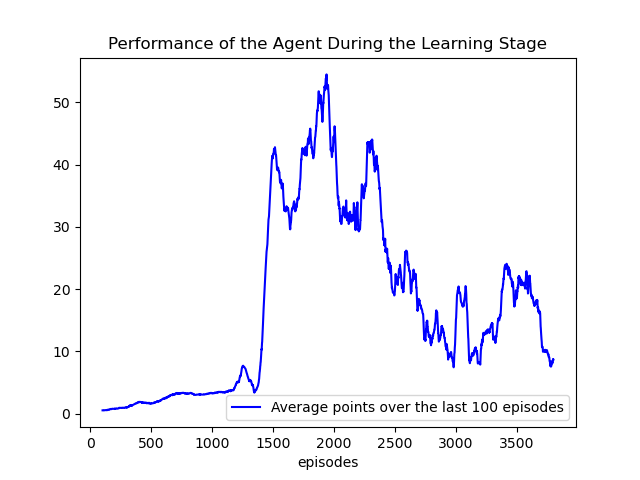 Performance of the Agent During the Learning Stage
50
40
30
20
10
0
Average points over the last 100 episodes
0 500 1000 1500 2000 2500 3000 3500
episodes